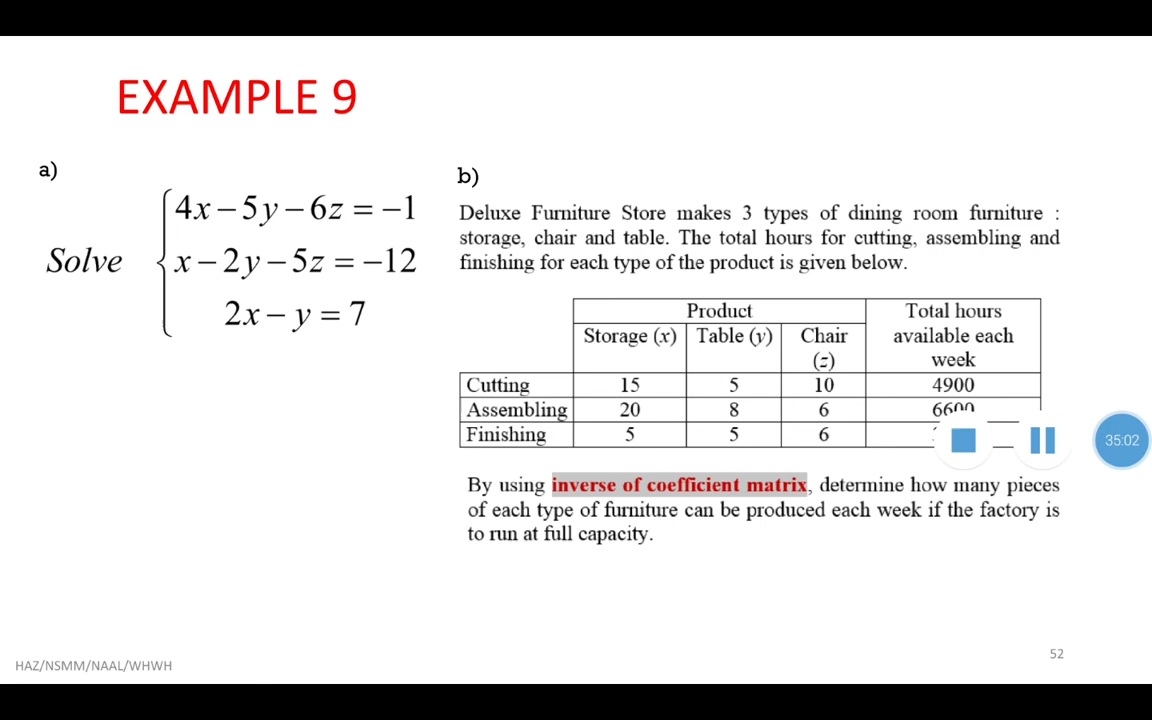 EXAMPLE 9
a)
Solve
4x − 5y − 6z = −1
x − 2y − 5z = −12
2x − y = 7
b)
Deluxe Furniture Store makes 3 types of dining room furniture :
storage, chair and table. The total hours for cutting, assembling and
finishing for each type of the product is given below.
Product Total hours
Storage (x) Table (y) Chair available each
(z) week
Cutting 15 5 10 4900
Assembling 20 8 6 6600
Finishing 5 5 6
By using inverse of coefficient matrix, determine how many pieces
of each type of furniture can be produced each week if the factory is
to run at full capacity.
35:02
HAZ/NSMM/NAAL/WHWH
52